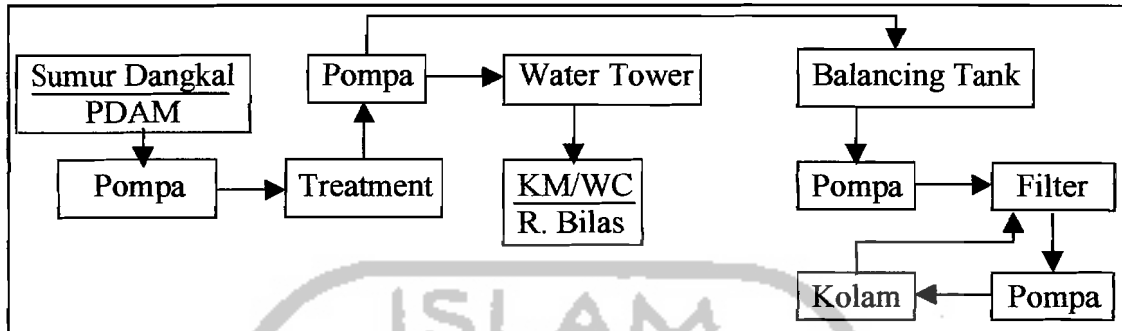 Sumur Dangkal
PDAM
Pompa
Treatment
Pompa
Water Tower
KM/WC
R. Bilas
Balancing Tank
Pompa
Filter
Pompa
Kolam
ISLAM